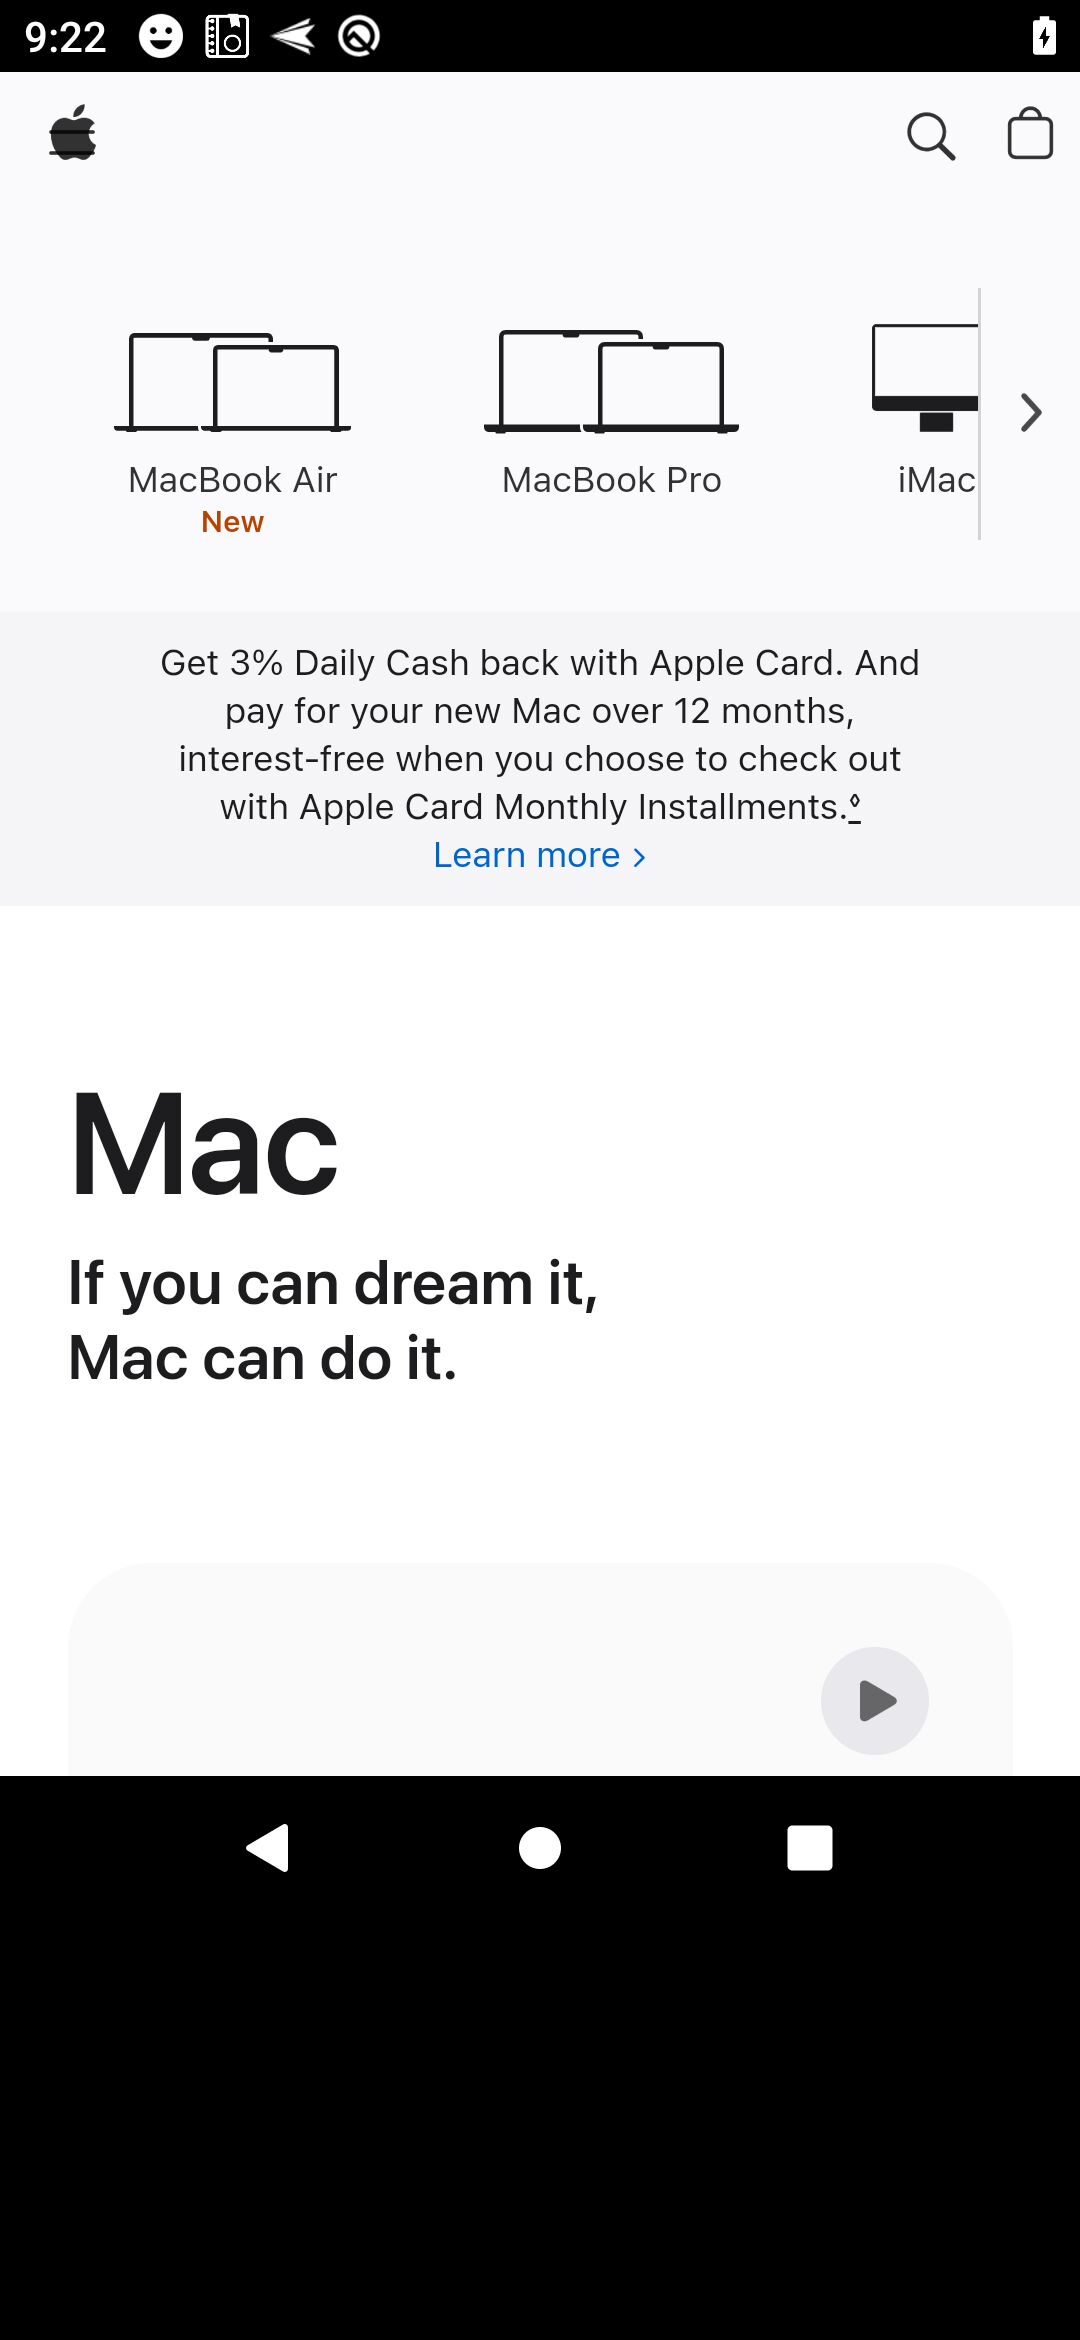 9:22
MacBook Air
New
MacBook Pro
iMac
Get 3% Daily Cash back with Apple Card. And
pay for your new Mac over 12 months,
interest-free when you choose to check out
with Apple Card Monthly Installments.◊
Learn more >
Mac
If you can dream it,
Mac can do it.